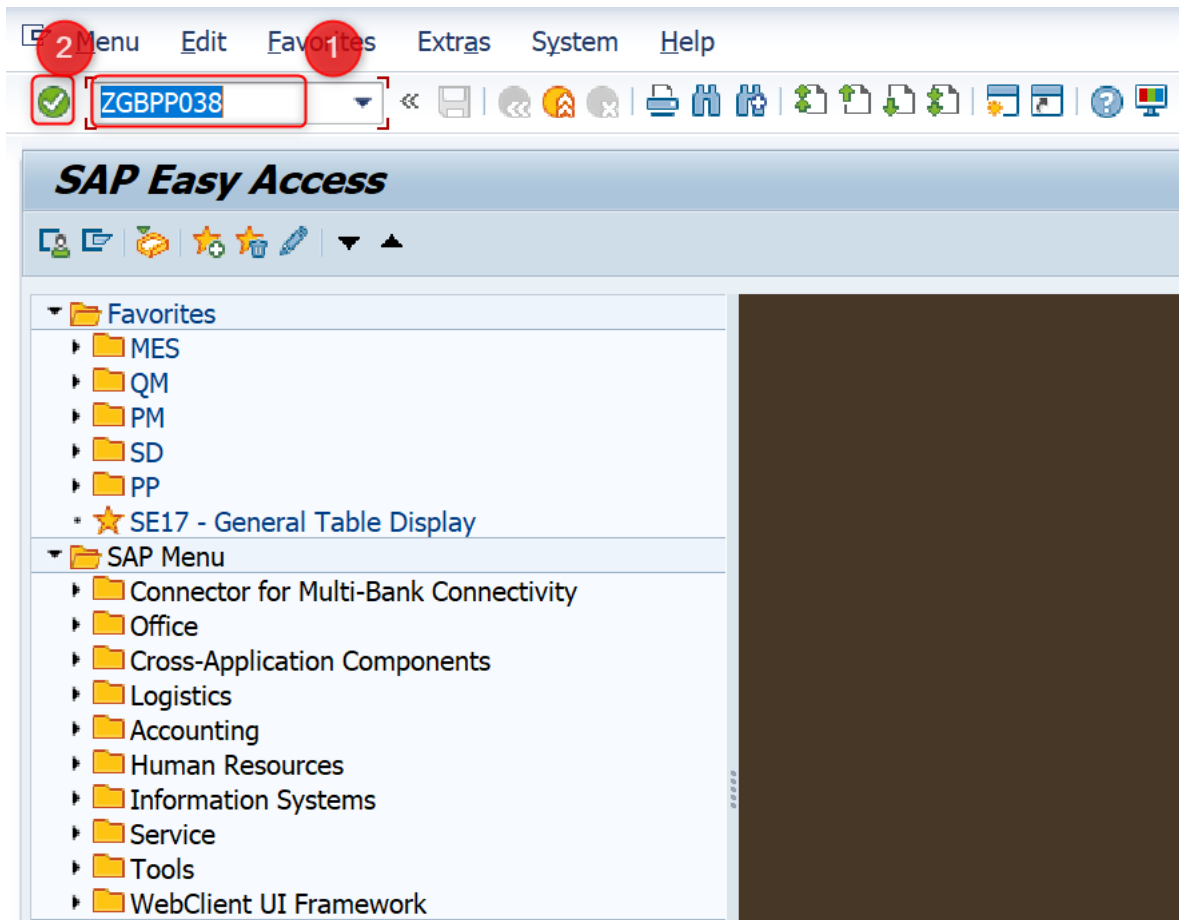 Menu Edit Favorites Extras System Help
2 1
ZGBPP038
SAP Easy Access
Favorites
MES
QM
PM
SD
PP
SE17 - General Table Display
SAP Menu
Connector for Multi-Bank Connectivity
Office
Cross-Application Components
Logistics
Accounting
Human Resources
Information Systems
Service
Tools
WebClient UI Framework